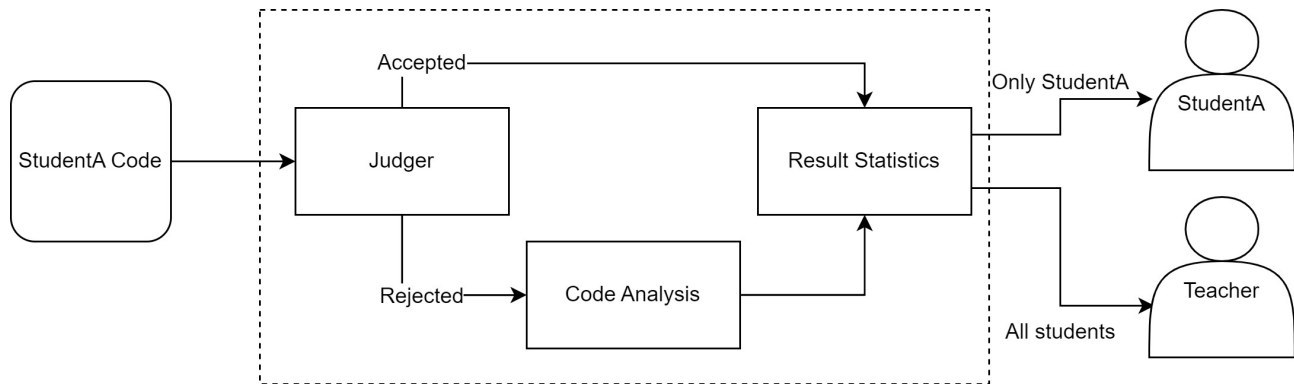 Accepted
Only StudentA
StudentA
StudentA Code
Judger
Result Statistics
Rejected
Code Analysis
Teacher
All students